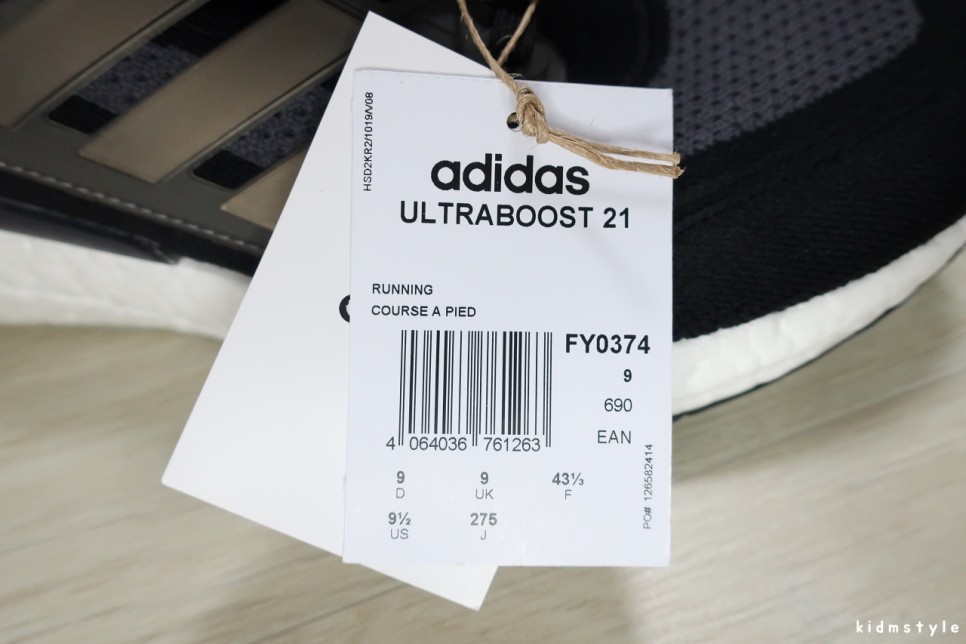 HSD2KR2/1019/V08
adidas
ULTRABOOST 21
RUNNING
COURSE A PIED
FY0374
9
690
EAN
4 064036 761263
9 9 43⅓
D UK F
9½ 275
US J
PO# 126582414
kidmstyle